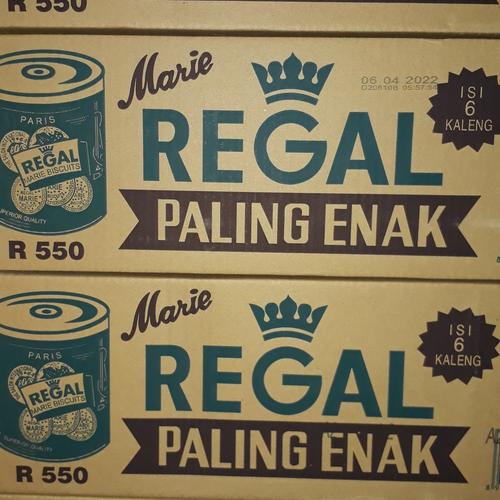 R 550
Marie
06 04 2022
REGAL
ISI
6
KALENG
PALING ENAK
PARIS
REGAL
MARIE BISCUITS
SUPERIOR QUALITY
R 550
Marie
REGAL
ISI
6
KALENG
PALING ENAK
PARIS
REGAL
MARIE BISCUITS
SUPERIOR QUALITY
R 550